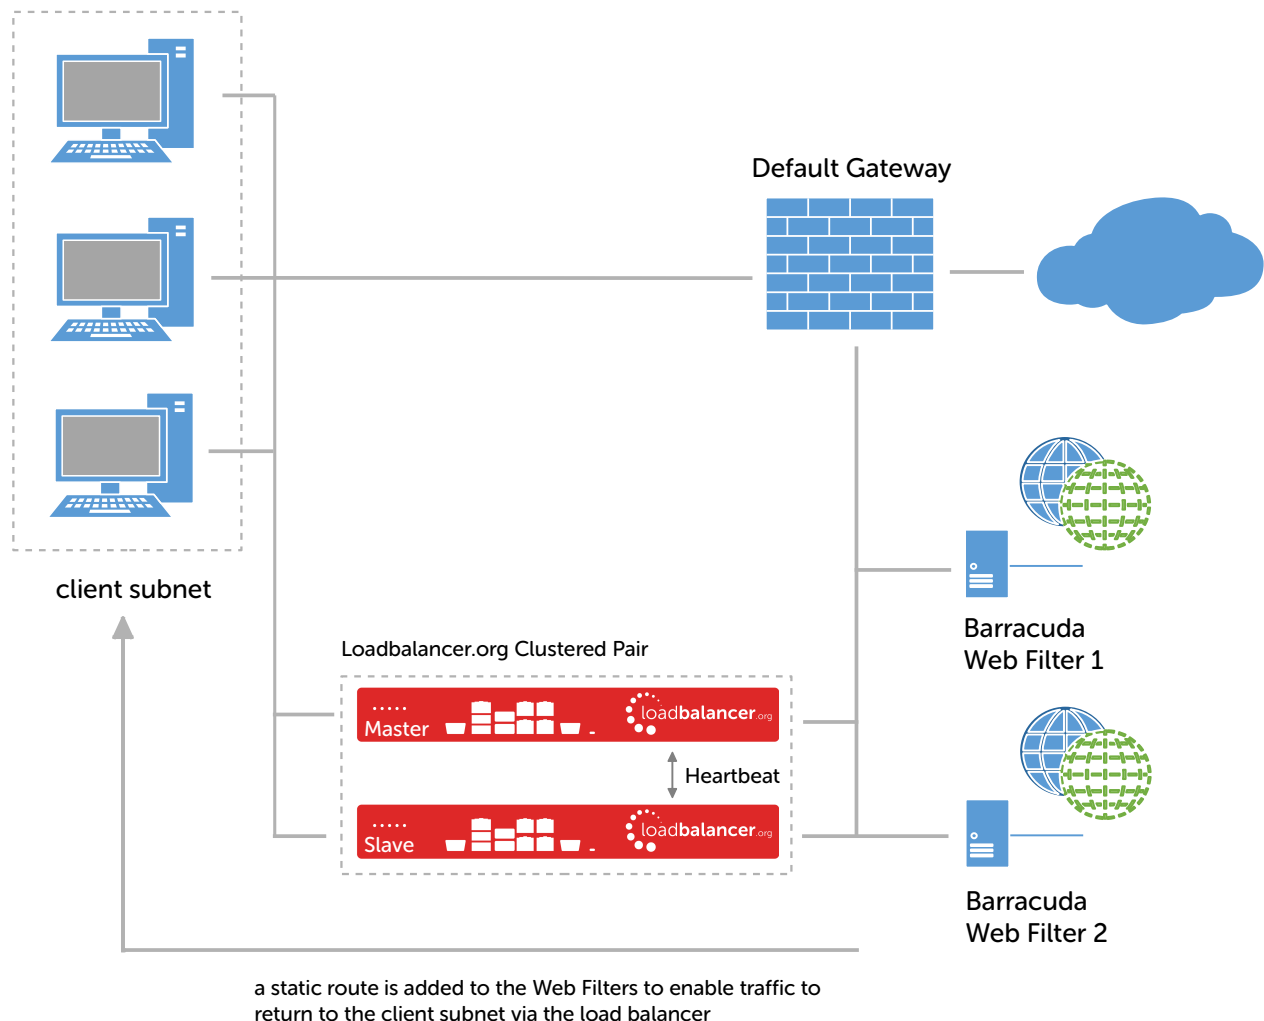 Default Gateway
client subnet
Barracuda
Web Filter 1
Loadbalancer.org Clustered Pair
Master
loadbalancer.org
Heartbeat
Slave
loadbalancer.org
Barracuda
Web Filter 2
a static route is added to the Web Filters to enable traffic to
return to the client subnet via the load balancer